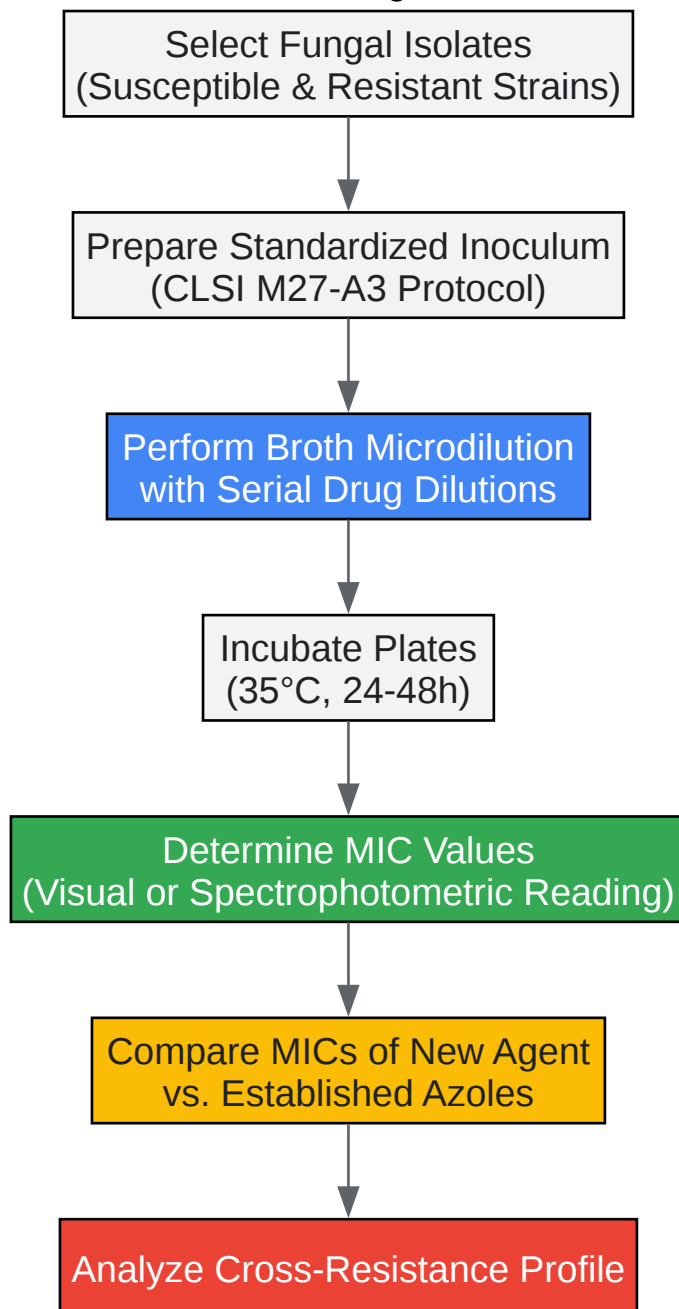 Select Fungal Isolates
(Susceptible & Resistant Strains)
Prepare Standardized Inoculum
(CLSI M27-A3 Protocol)
Perform Broth Microdilution
with Serial Drug Dilutions
Incubate Plates
(35°C, 24-48h)
Determine MIC Values
(Visual or Spectrophotometric Reading)
Compare MICs of New Agent
vs. Established Azoles
Analyze Cross-Resistance Profile